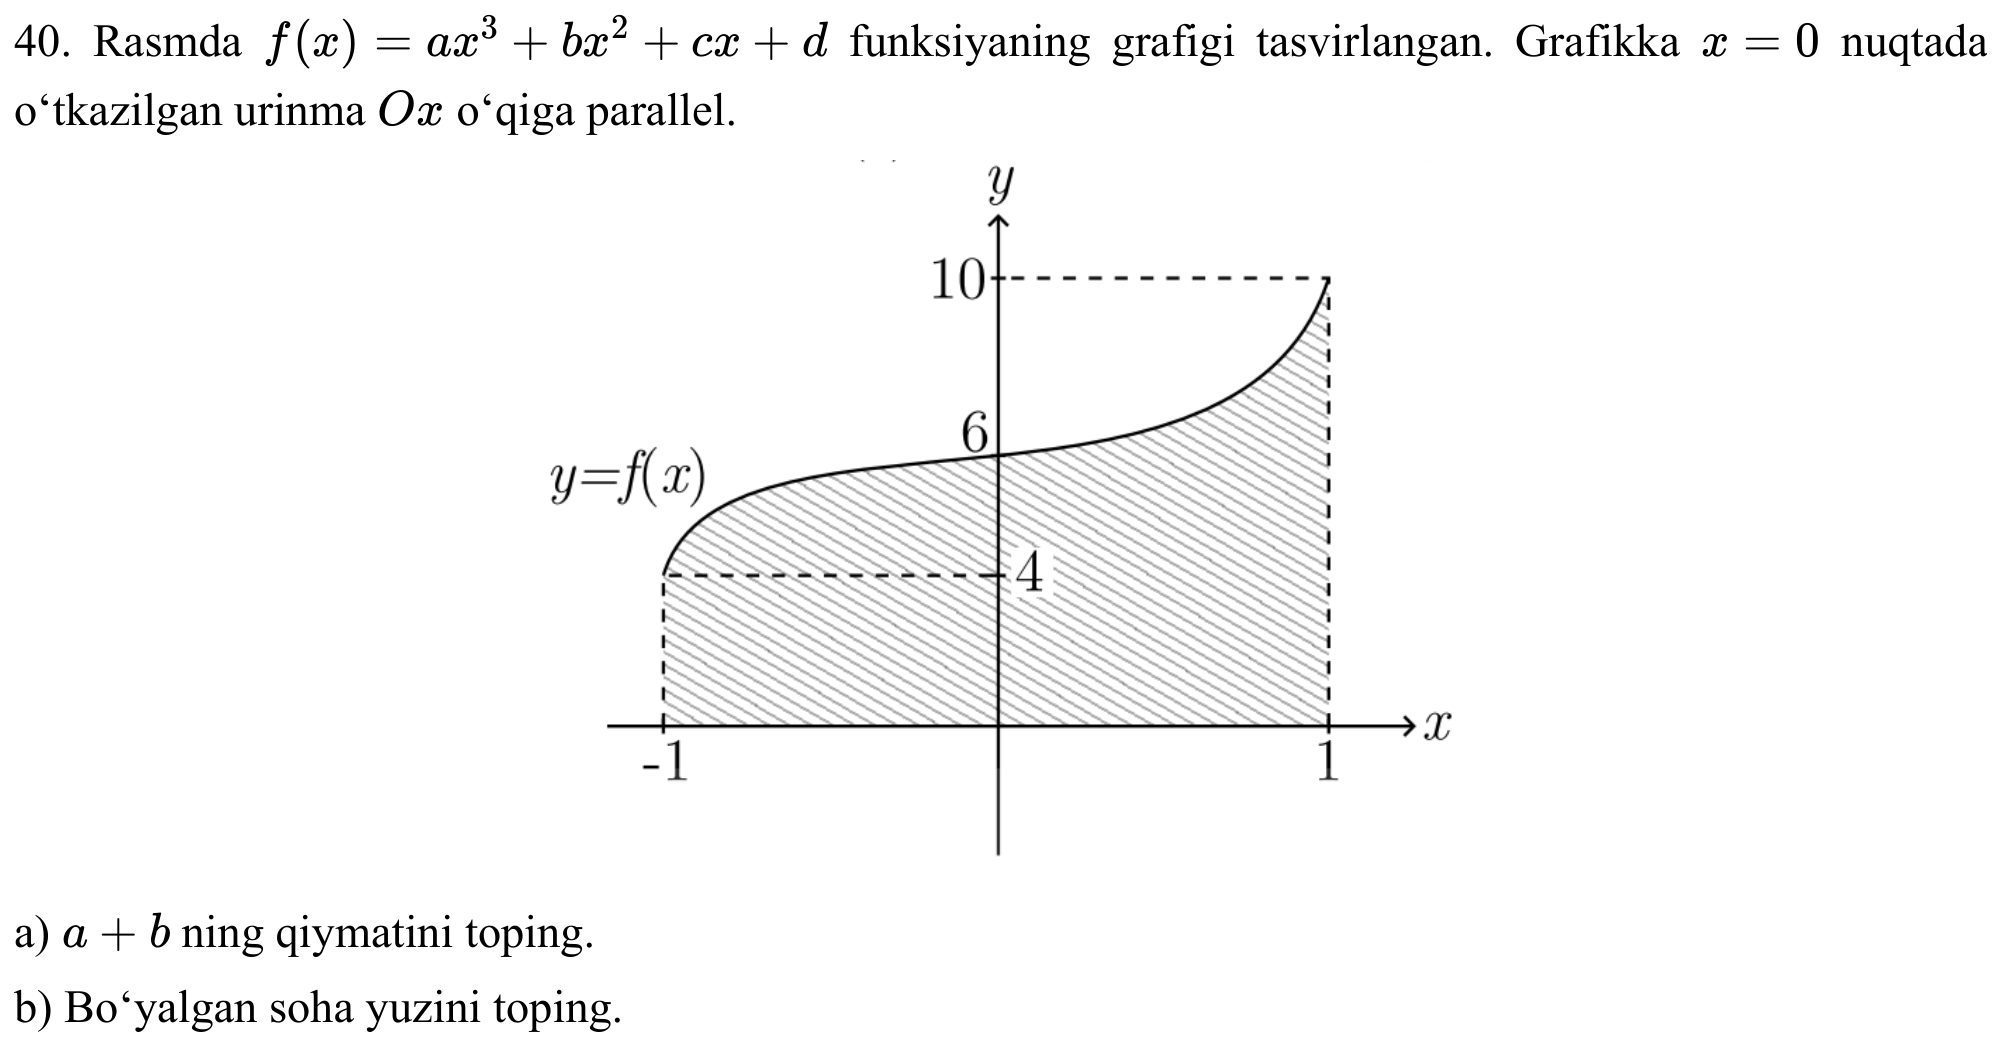 40. Rasmda f(x) = ax³ + bx² + cx + d funksiyaning grafigi tasvirlangan. Grafikka x = 0 nuqtada
o‘tkazilgan urinma Ox o‘qiga parallel.
y
10
6
y=f(x)
4
x
-1
1
a) a + b ning qiymatini toping.
b) Bo‘yalgan soha yuzini toping.